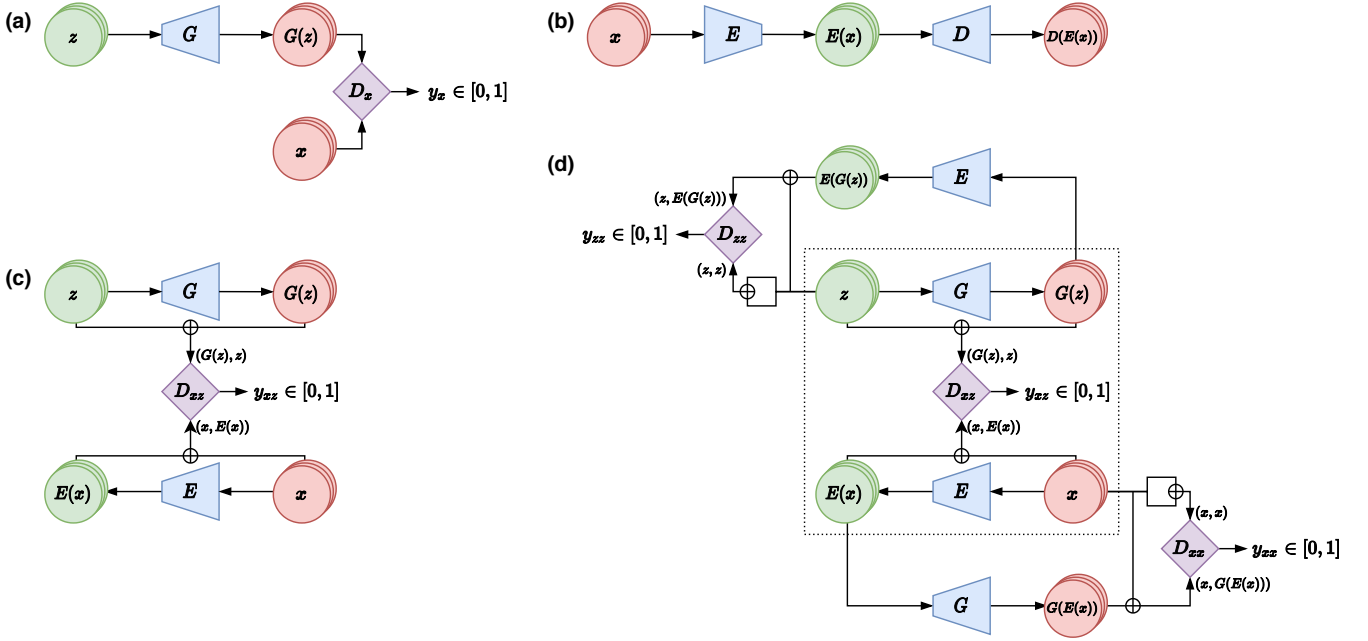 (a)
z
G
G(z)
D_x
y_x ∈ [0, 1]
x
(b)
x
E
E(x)
D
D(E(x))
(c)
z
G
G(z)
(G(z), z)
D_xz
y_xz ∈ [0, 1]
(x, E(x))
E(x)
E
x
(d)
E(G(z))
E
(z, E(G(z)))
D_zz
y_zz ∈ [0, 1]
(z, z)
z
G
G(z)
(G(z), z)
D_xz
y_xz ∈ [0, 1]
(x, E(x))
E(x)
E
x
(x, x)
D_xx
y_xx ∈ [0, 1]
(x, G(E(x)))
G
G(E(x))